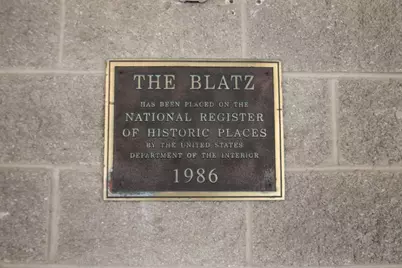 THE BLATZ
HAS BEEN PLACED ON THE
NATIONAL REGISTER
OF HISTORIC PLACES
BY THE UNITED STATES
DEPARTMENT OF THE INTERIOR
1986